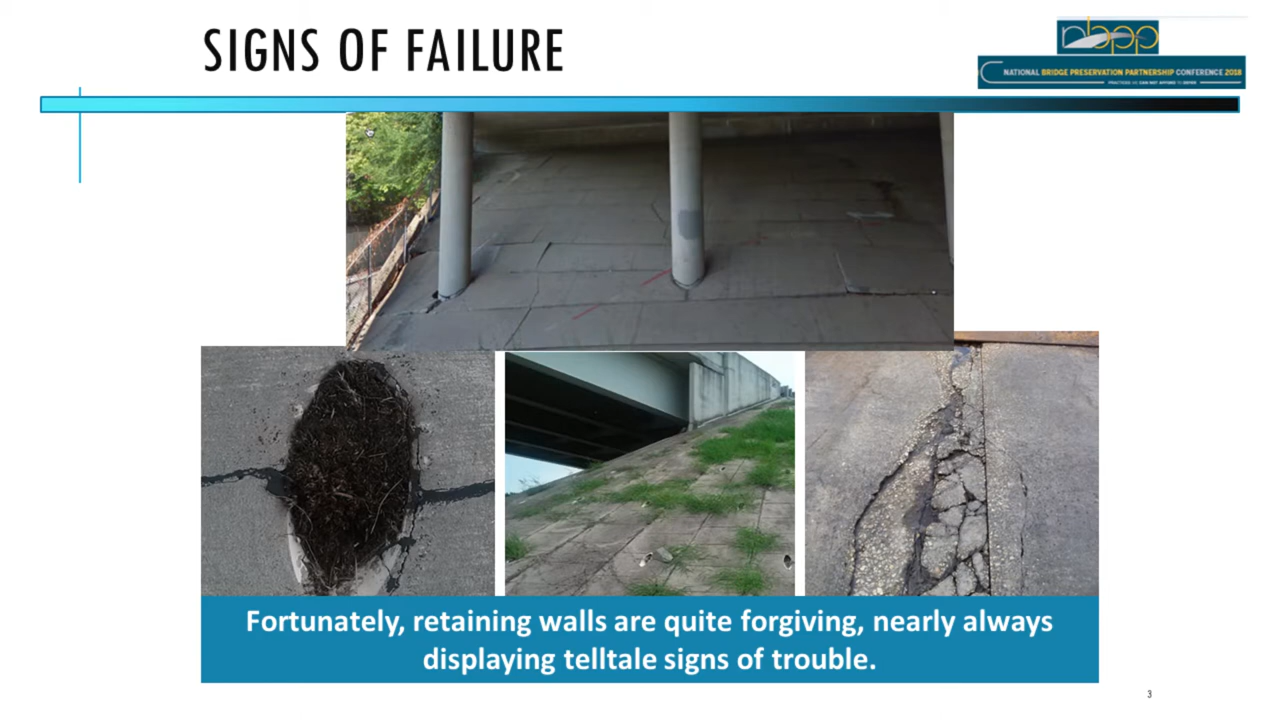 SIGNS OF FAILURE
nbpp
NATIONAL BRIDGE PRESERVATION PARTNERSHIP CONFERENCE 2018
Fortunately, retaining walls are quite forgiving, nearly always
displaying telltale signs of trouble.
3